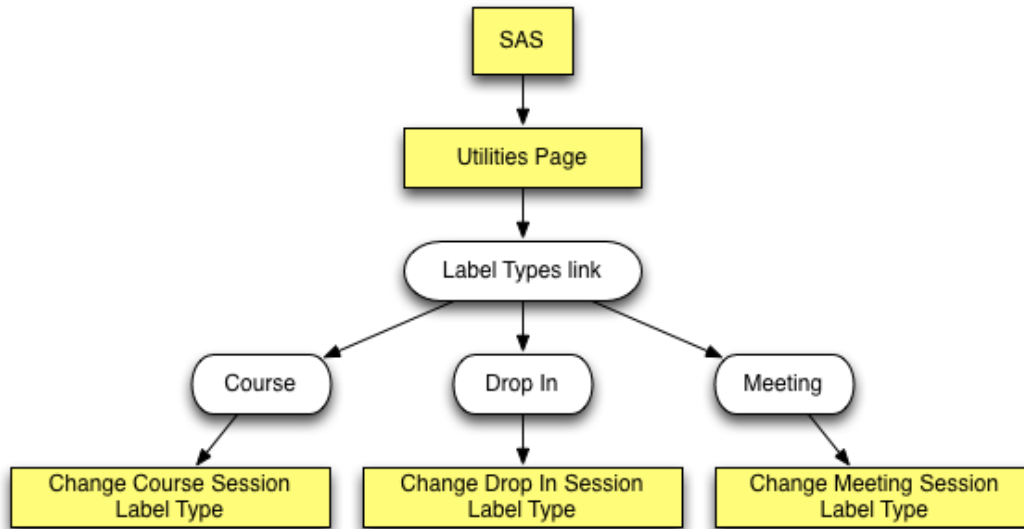 SAS
Utilities Page
Label Types link
Course
Drop In
Meeting
Change Course Session
Label Type
Change Drop In Session
Label Type
Change Meeting Session
Label Type